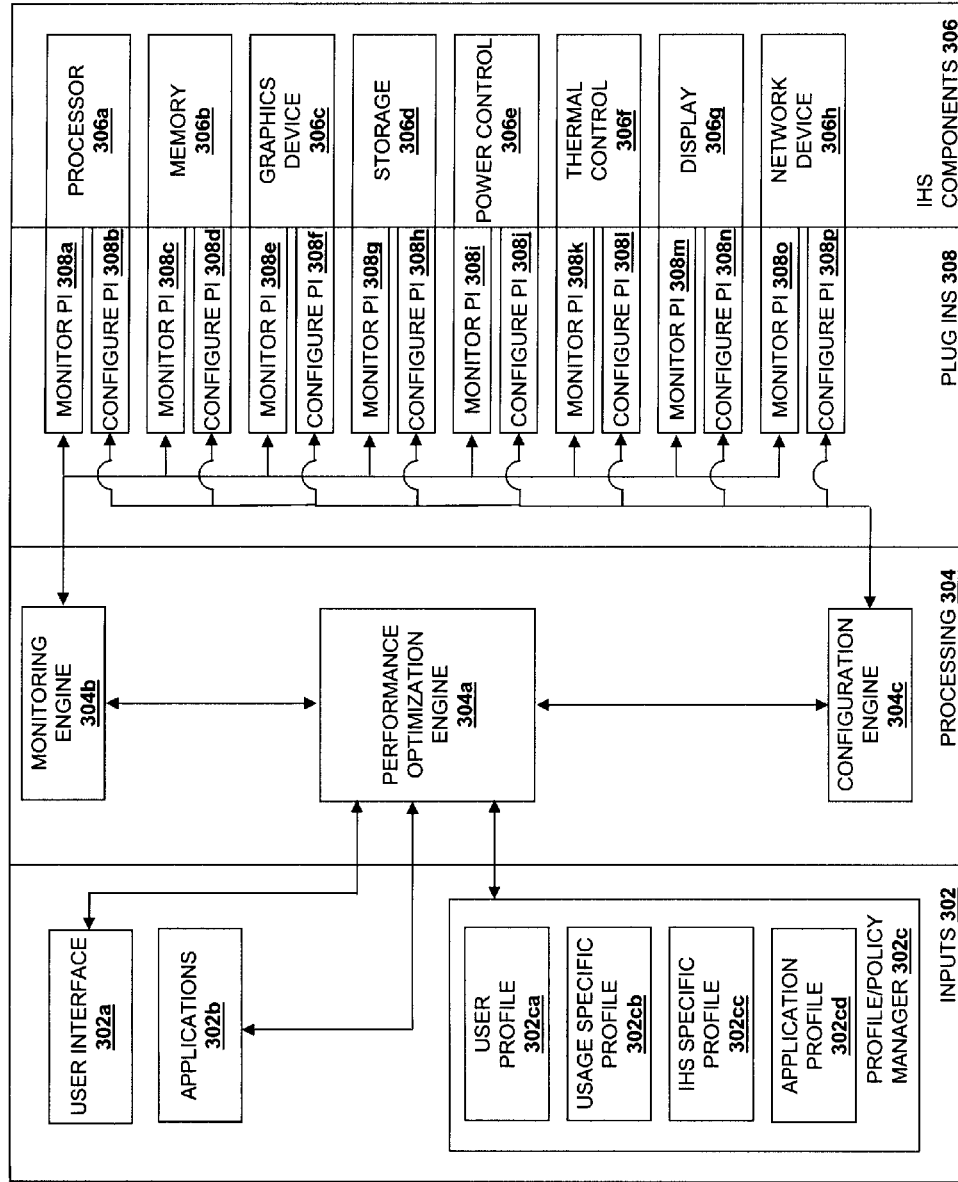 USER INTERFACE
302a
APPLICATIONS
302b
USER
PROFILE
302ca
USAGE SPECIFIC
PROFILE
302cb
IHS SPECIFIC
PROFILE
302cc
APPLICATION
PROFILE
302cd
PROFILE/POLICY
MANAGER 302c
INPUTS 302
MONITORING
ENGINE
304b
PERFORMANCE
OPTIMIZATION
ENGINE
304a
CONFIGURATION
ENGINE
304c
PROCESSING 304
MONITOR PI 308a
CONFIGURE PI 308b
MONITOR PI 308c
CONFIGURE PI 308d
MONITOR PI 308e
CONFIGURE PI 308f
MONITOR PI 308g
CONFIGURE PI 308h
MONITOR PI 308i
CONFIGURE PI 308j
MONITOR PI 308k
CONFIGURE PI 308l
MONITOR PI 308m
CONFIGURE PI 308n
MONITOR PI 308o
CONFIGURE PI 308p
PLUG INS 308
PROCESSOR
306a
MEMORY
306b
GRAPHICS
DEVICE
306c
STORAGE
306d
POWER CONTROL
306e
THERMAL
CONTROL
306f
DISPLAY
306g
NETWORK
DEVICE
306h
IHS
COMPONENTS 306